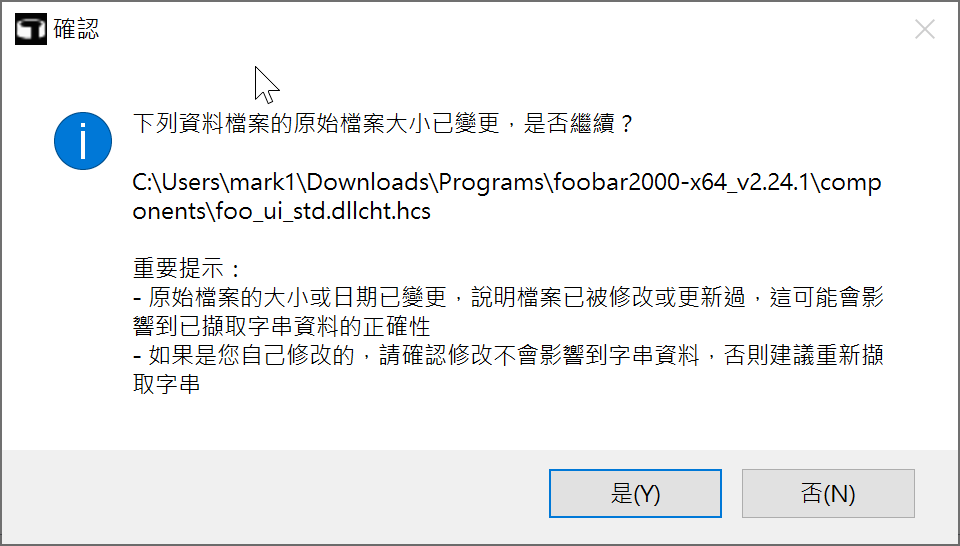 確認
下列資料檔案的原始檔案大小已變更，是否繼續？
C:\Users\mark1\Downloads\Programs\foobar2000-x64_v2.24.1\comp
onents\foo_ui_std.dllcht.hcs
重要提示：
- 原始檔案的大小或日期已變更，說明檔案已被修改或更新過，這可能會影
響到已擷取字串資料的正確性
- 如果是您自己修改的，請確認修改不會影響到字串資料，否則建議重新擷
取字串
是(Y)
否(N)